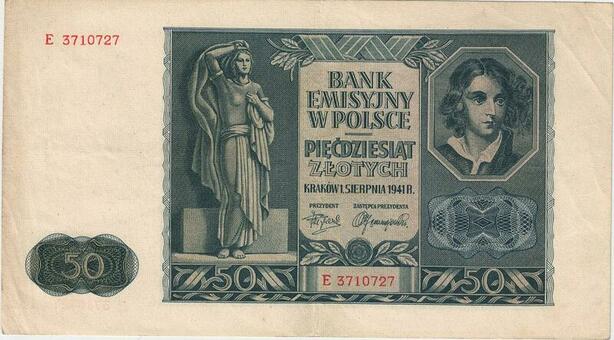 E 3710727
BANK
EMISYJNY
W POLSCE
PIĘĆDZIESIĄT
ZŁOTYCH
KRAKÓW 1. SIERPNIA 1941 R.
PREZYDENT ZASTĘPCA PREZYDENTA
50
50
E 3710727
50